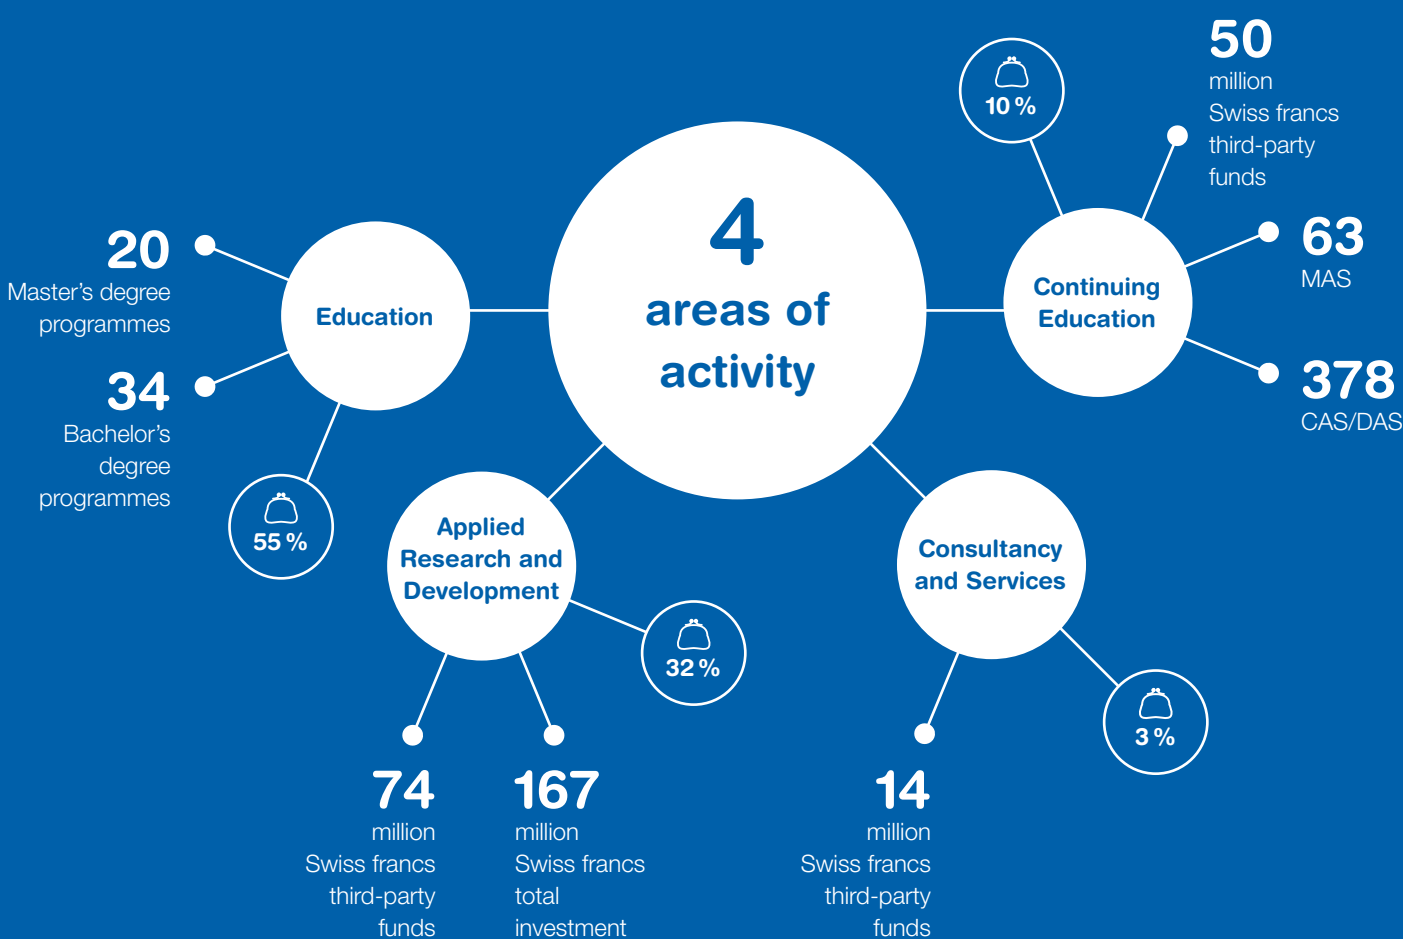 4
areas of
activity
Education
20
Master's degree
programmes
34
Bachelor's
degree
programmes
55 %
Applied
Research and
Development
32 %
74
million
Swiss francs
third-party
funds
167
million
Swiss francs
total
investment
Consultancy
and Services
3 %
14
million
Swiss francs
third-party
funds
Continuing
Education
10 %
50
million
Swiss francs
third-party
funds
63
MAS
378
CAS/DAS